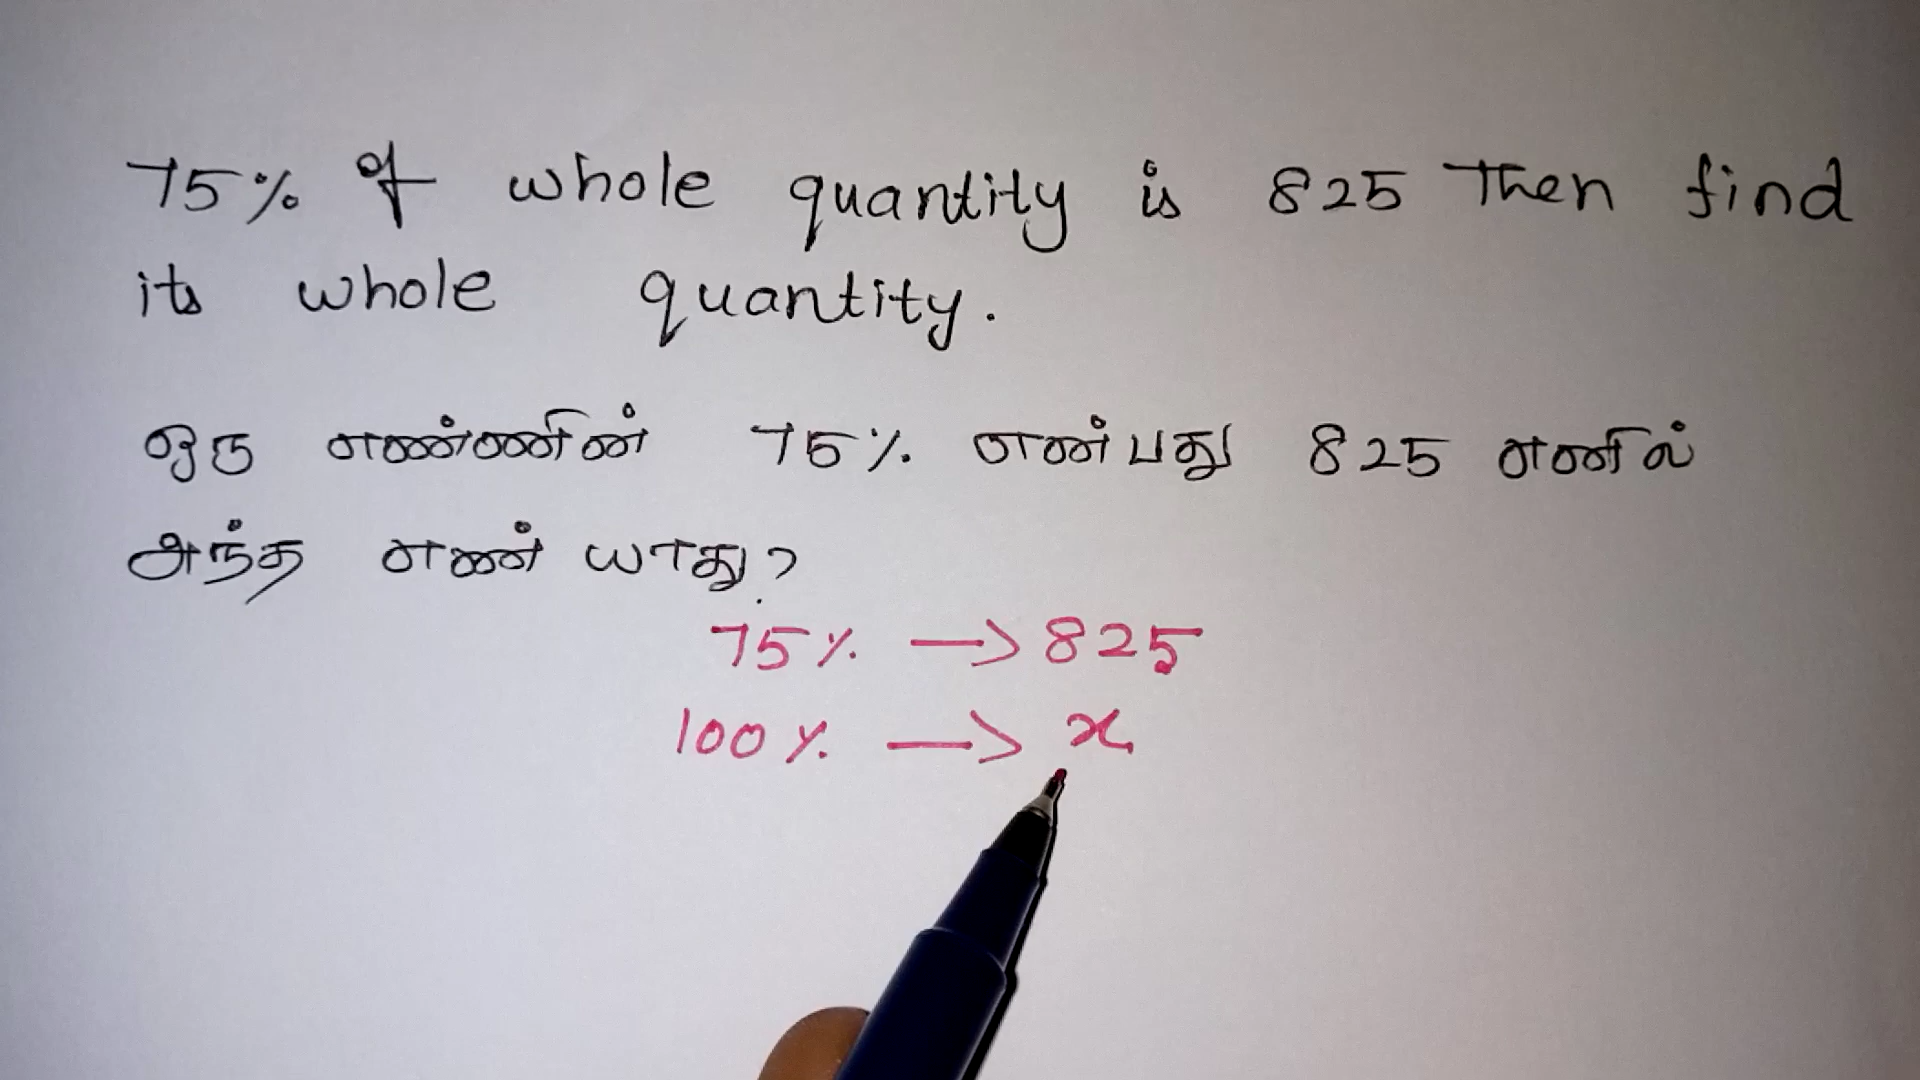 75% of whole quantity is 825 Then find
its whole quantity.
ஒரு எண்ணின் 75% என்பது 825 எனில்
அந்த எண் யாது?
75% → 825
100% → x